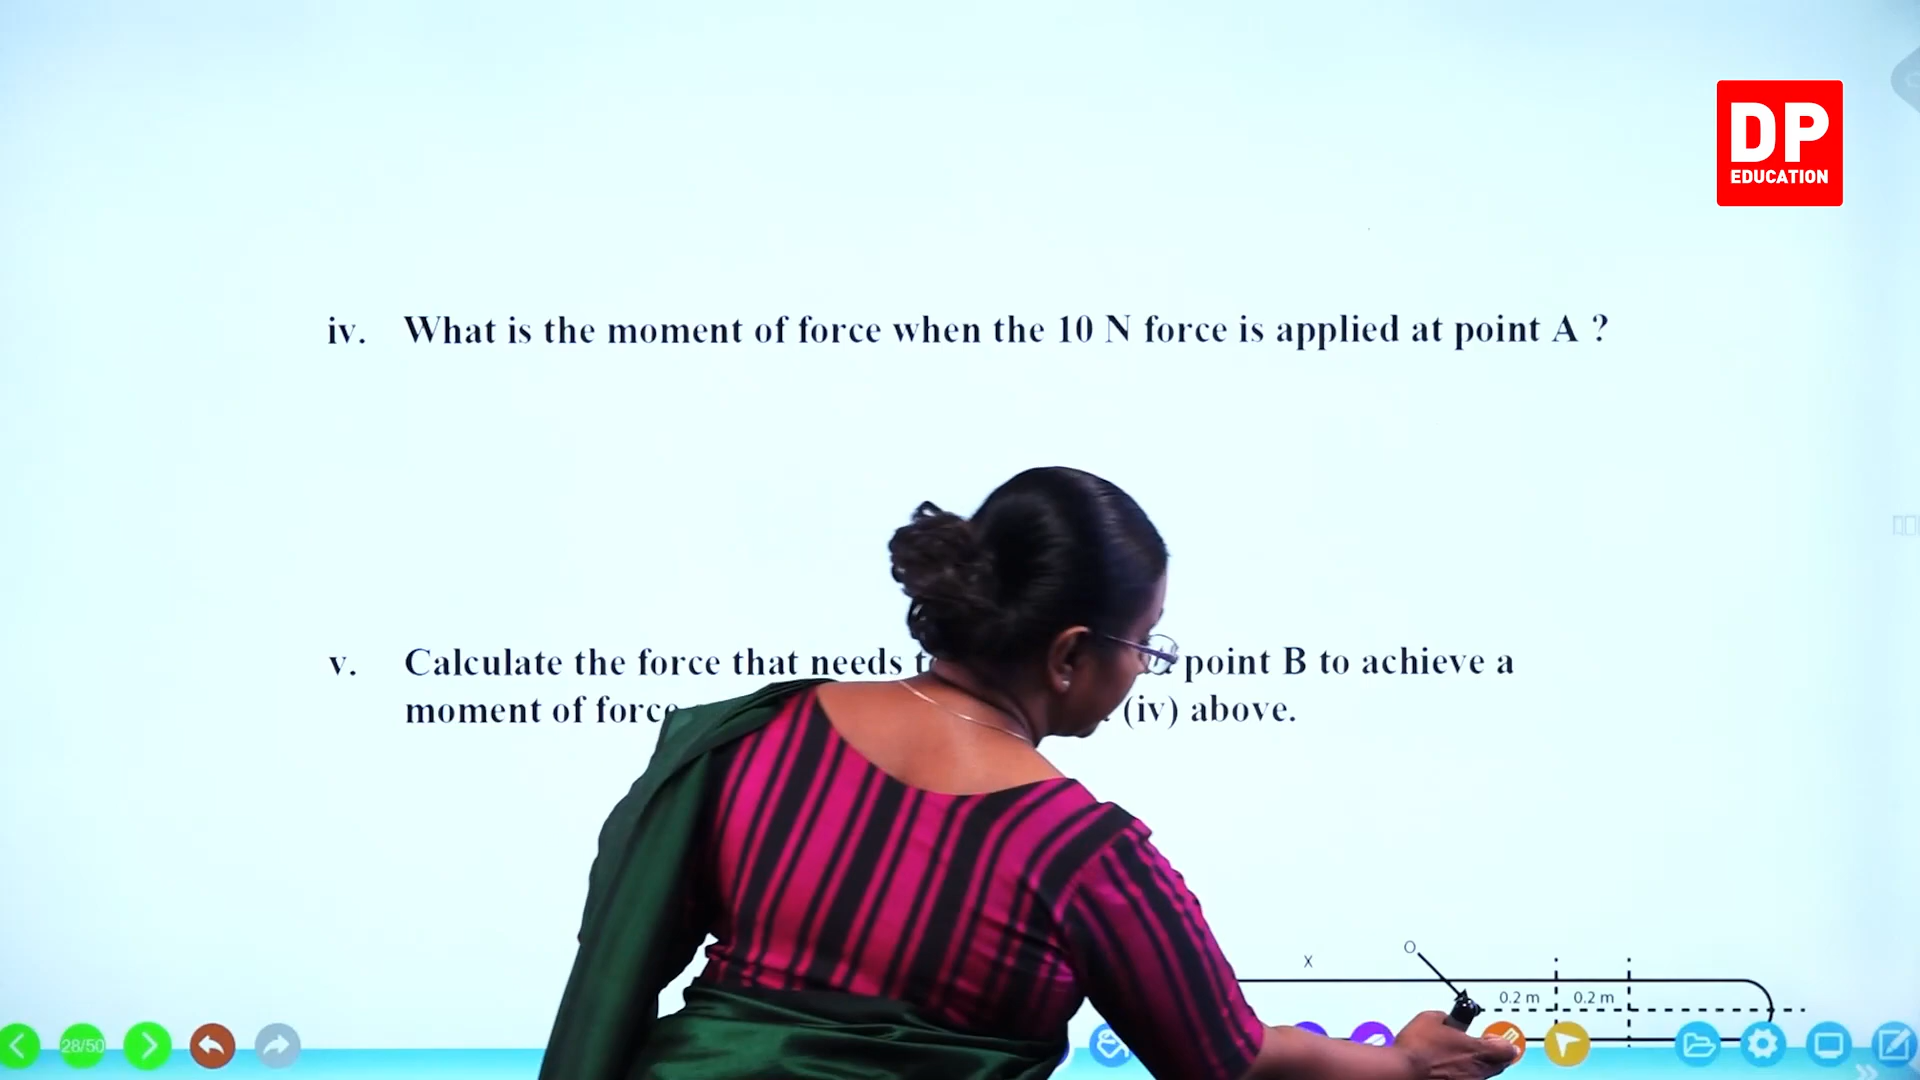 DP
EDUCATION
iv. What is the moment of force when the 10 N force is applied at point A ?
v. Calculate the force that needs point B to achieve a
moment of force (iv) above.
O
X
0.2 m 0.2 m
28/50